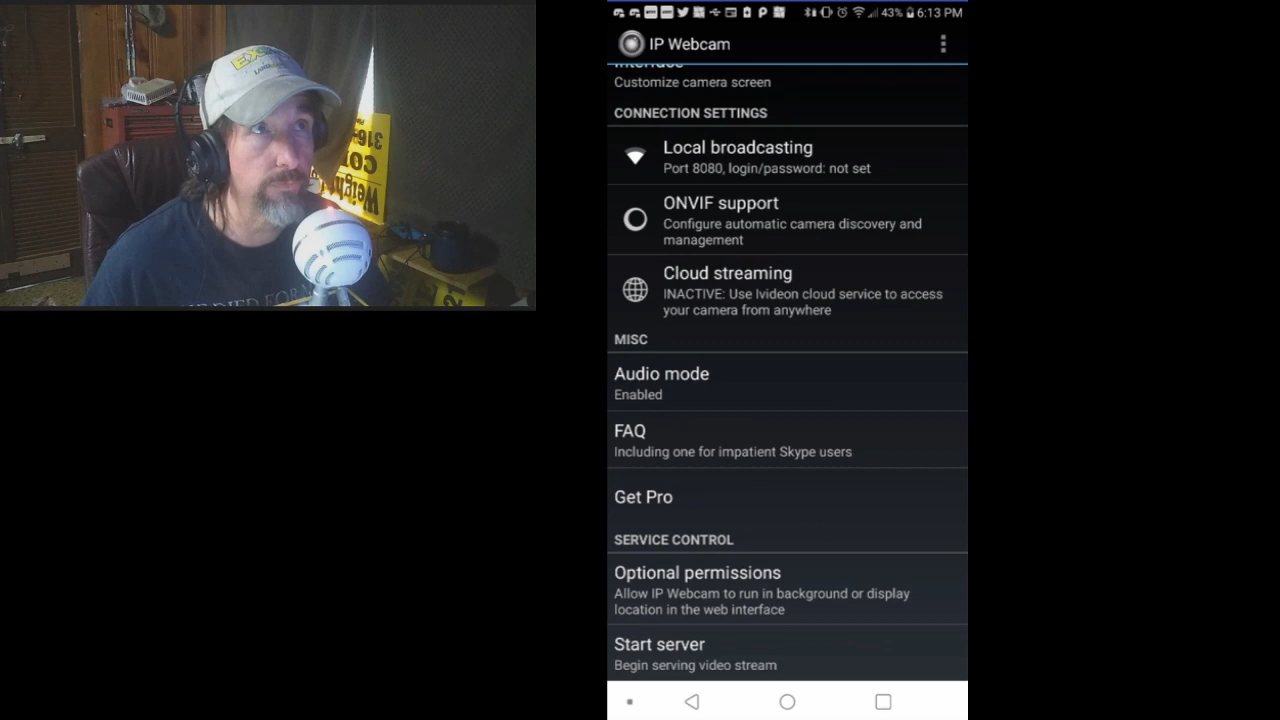 43% 6:13 PM
IP Webcam
Interface
Customize camera screen
CONNECTION SETTINGS
Local broadcasting
Port 8080, login/password: not set
ONVIF support
Configure automatic camera discovery and
management
Cloud streaming
INACTIVE: Use Ivideon cloud service to access
your camera from anywhere
MISC
Audio mode
Enabled
FAQ
Including one for impatient Skype users
Get Pro
SERVICE CONTROL
Optional permissions
Allow IP Webcam to run in background or display
location in the web interface
Start server
Begin serving video stream
316-
CO
Weight